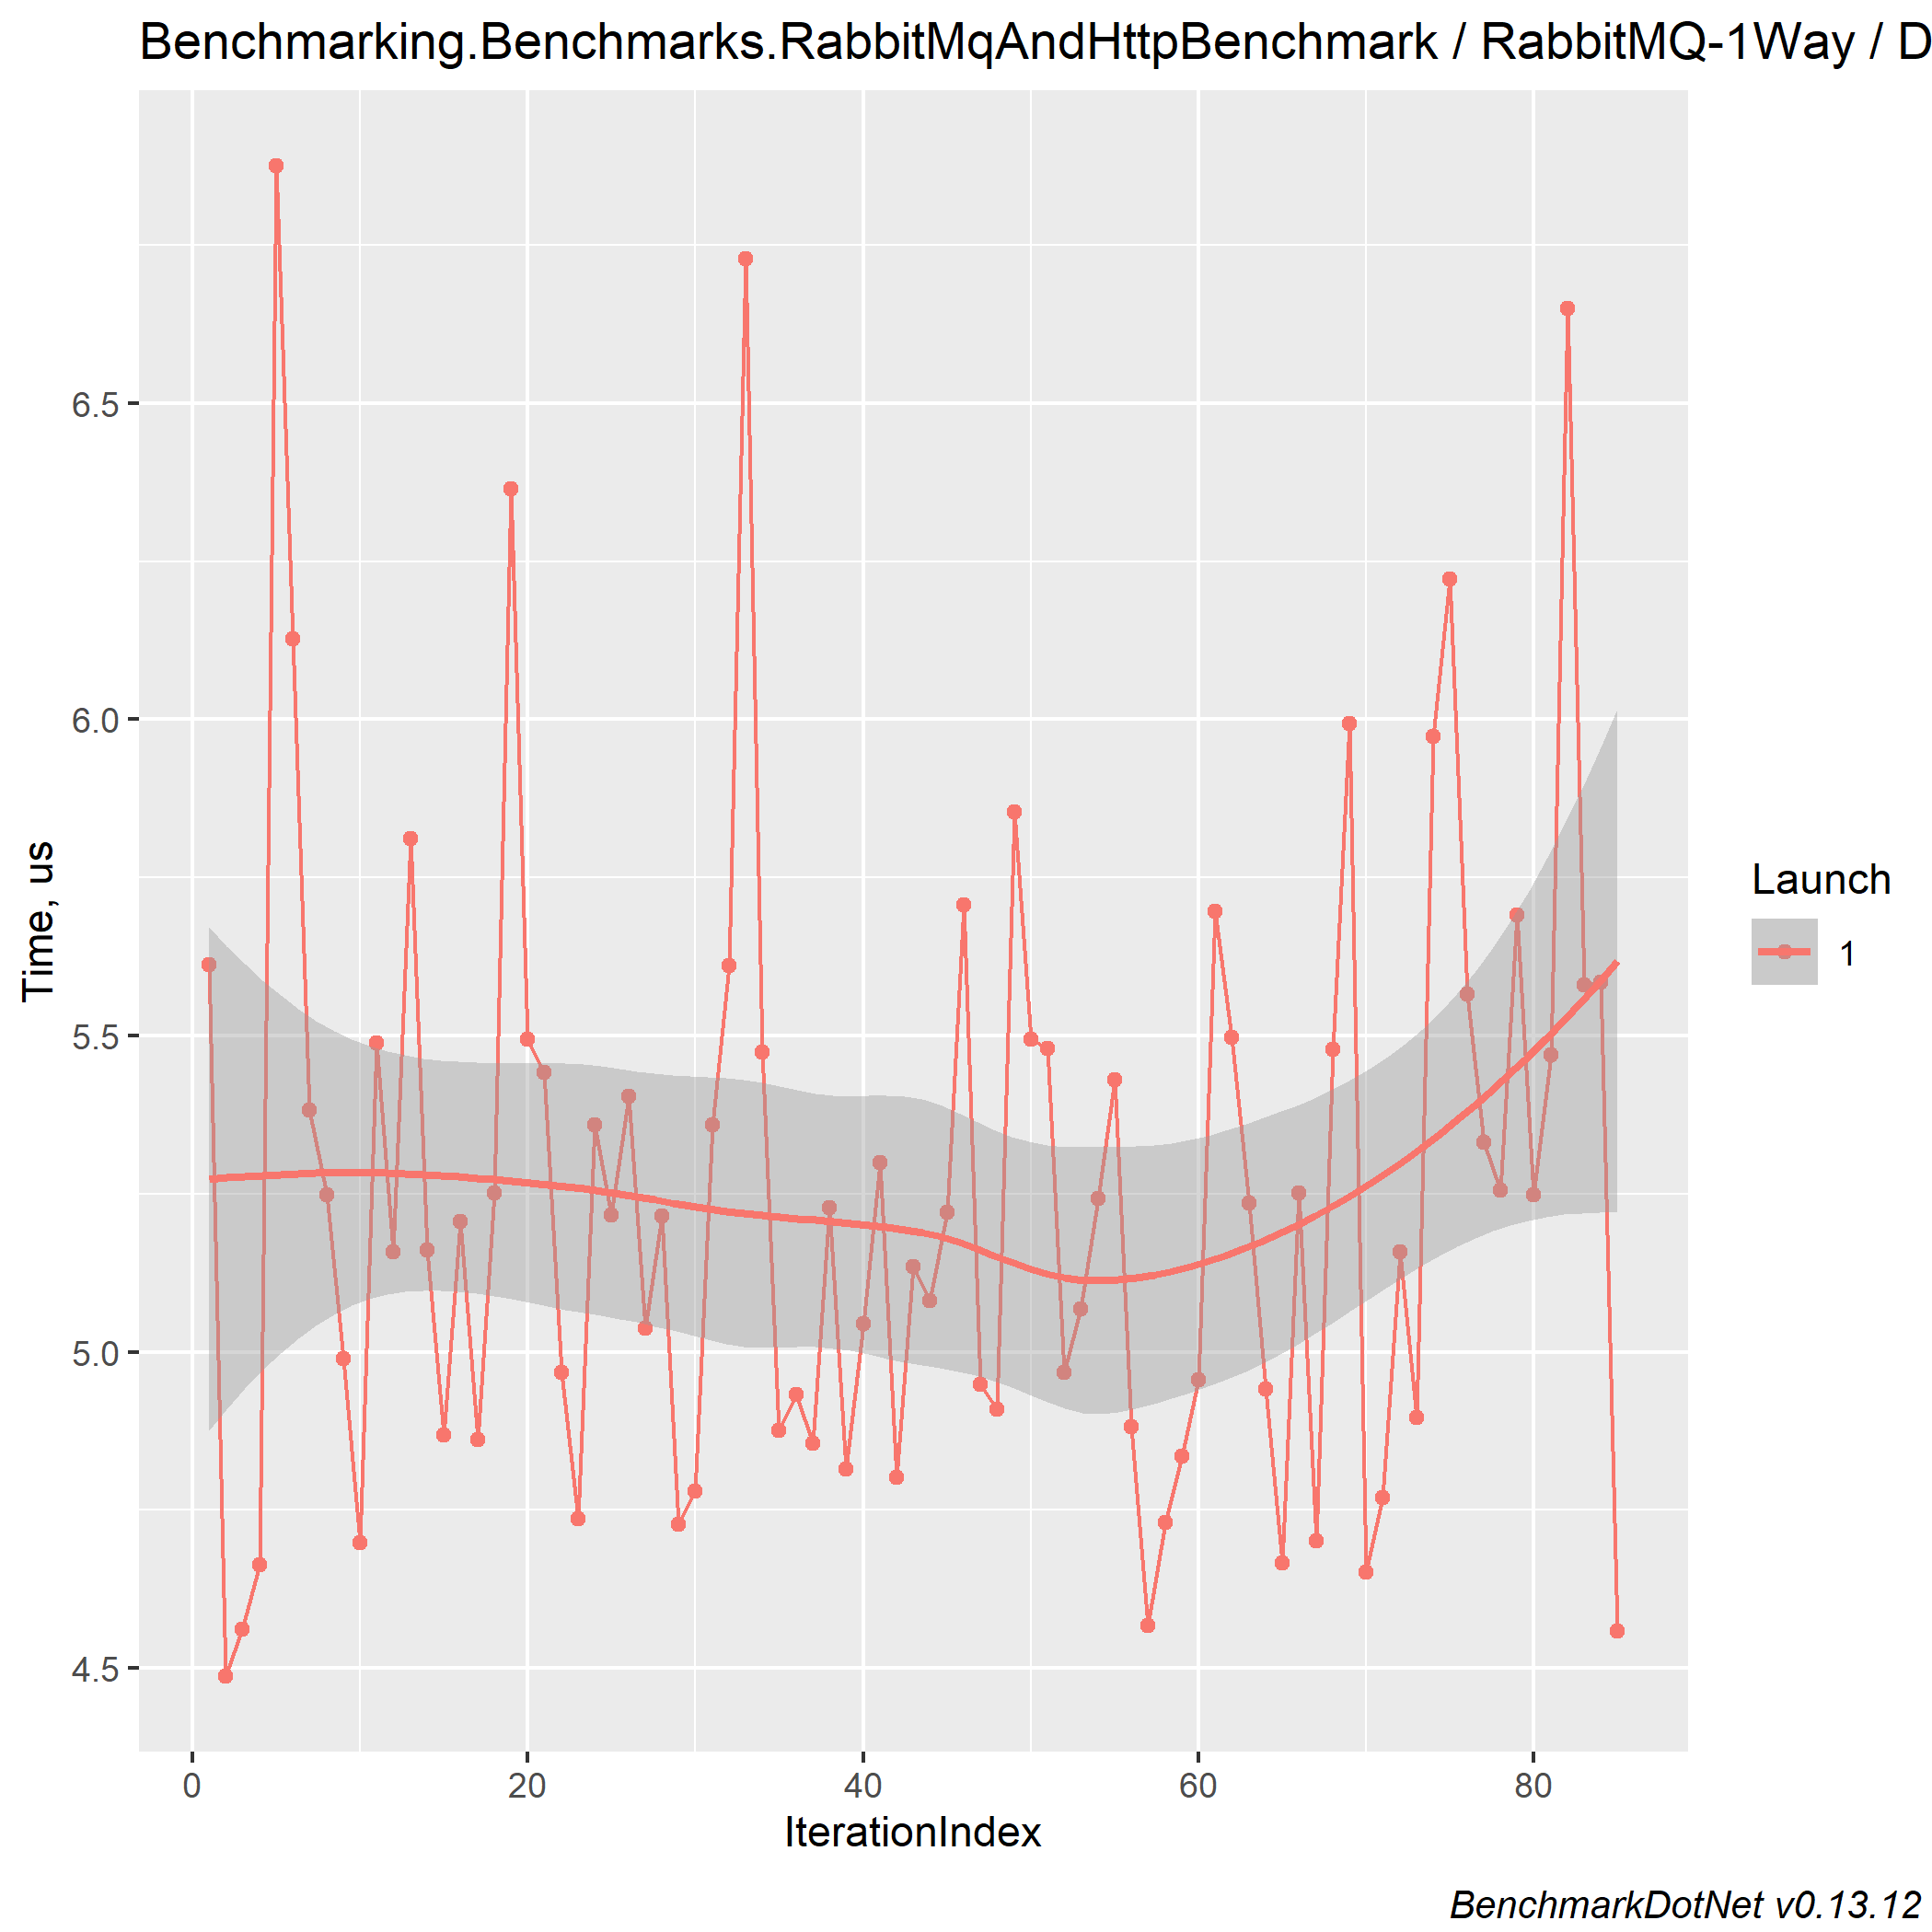 Benchmarking.Benchmarks.RabbitMqAndHttpBenchmark / RabbitMQ-1Way / D
Time, us
6.5
6.0
5.5
5.0
4.5
0 20 40 60 80
IterationIndex
Launch
1
BenchmarkDotNet v0.13.12